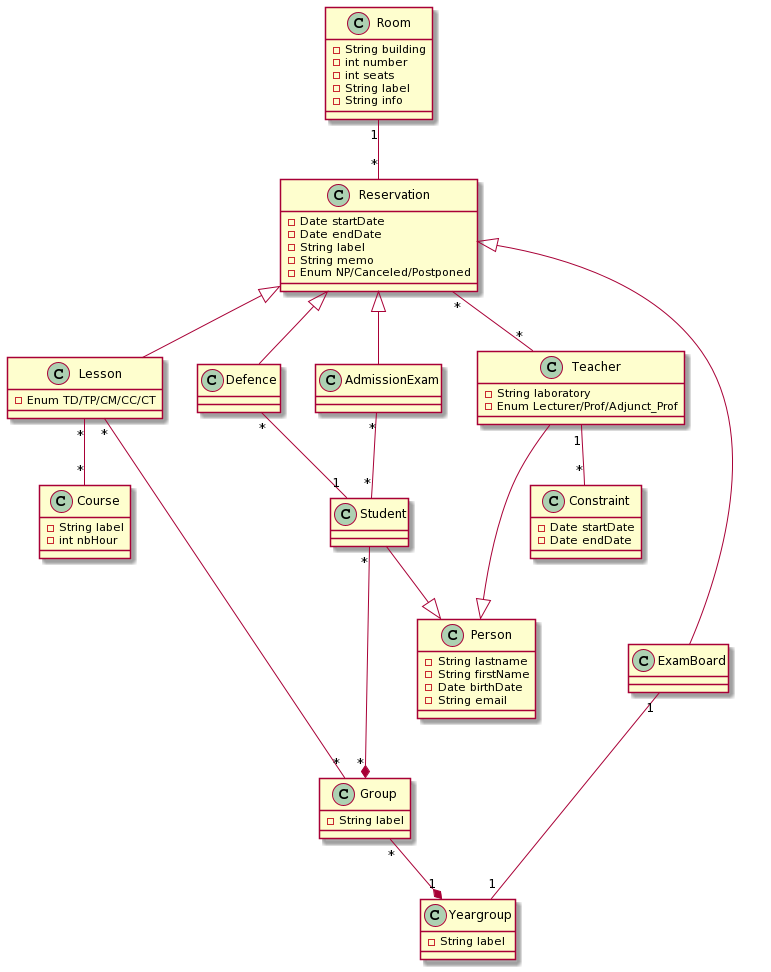 C Room
String building
int number
int seats
String label
String info
1
*
C Reservation
Date startDate
Date endDate
String label
String memo
Enum NP/Canceled/Postponed
*
*
C Lesson
Enum TD/TP/CM/CC/CT
C Defence
C AdmissionExam
C Teacher
String laboratory
Enum Lecturer/Prof/Adjunct_Prof
* *
*
*
1
*
1
*
*
C Course
String label
int nbHour
C Student
C Constraint
Date startDate
Date endDate
*
C Person
String lastname
String firstName
Date birthDate
String email
C ExamBoard
1
* *
C Group
String label
*
1
1
C Yeargroup
String label